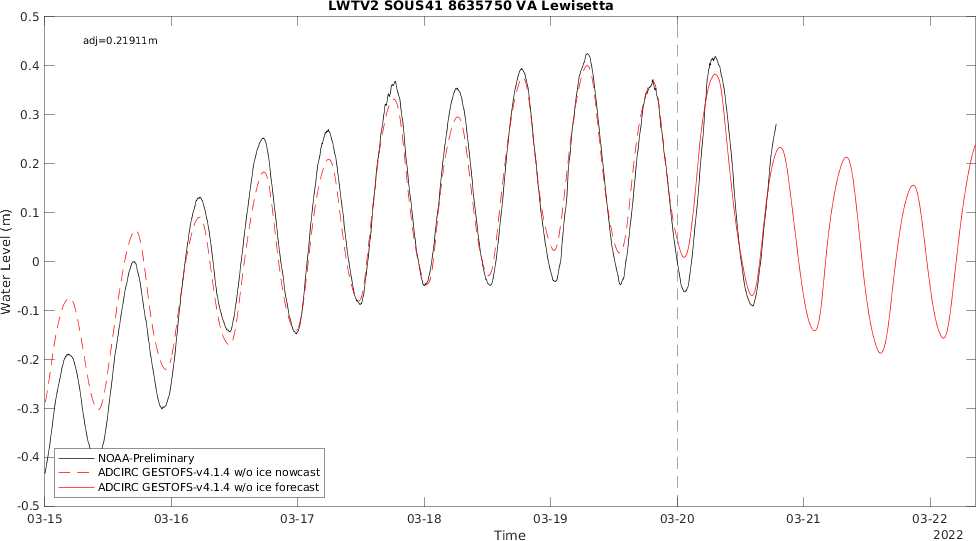 LWTV2 SOUS41 8635750 VA Lewisetta
0.5
adj=0.21911m
0.4
0.3
0.2
0.1
0
-0.1
-0.2
-0.3
-0.4
-0.5
Water Level (m)
NOAA-Preliminary
ADCIRC GESTOFS-v4.1.4 w/o ice nowcast
ADCIRC GESTOFS-v4.1.4 w/o ice forecast
03-15 03-16 03-17 03-18 03-19 03-20 03-21 03-22
Time
2022